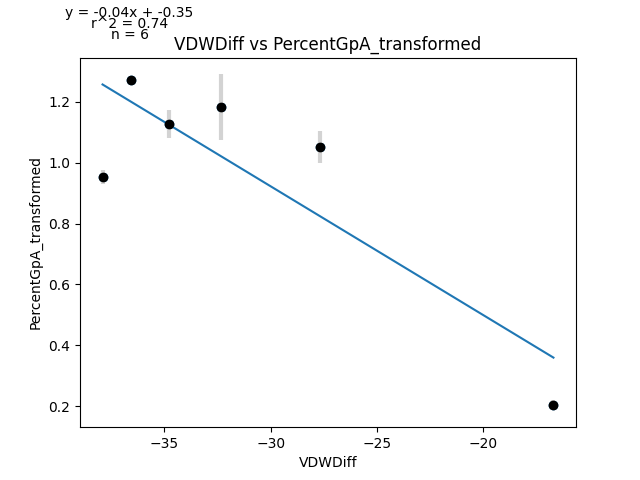 y = -0.04x + -0.35
r^2 = 0.74
n = 6
VDWDiff vs PercentGpA_transformed
1.2
1.0
0.8
0.6
0.4
0.2
PercentGpA_transformed
−35
−30
−25
−20
VDWDiff